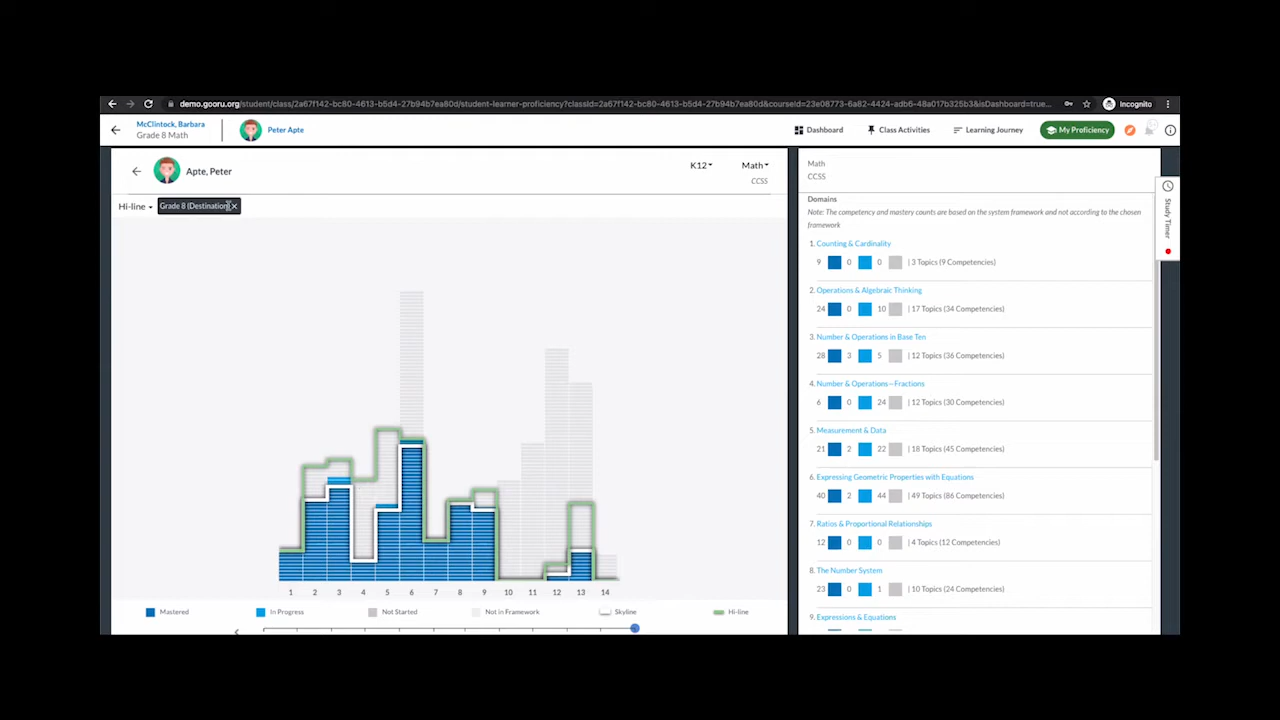 demo.gooru.org/student/class/2a67f142-bc80-4613-b5d4-27b94b7ea80d/student-learner-proficiency?classId=2a67f142-bc80-4613-b5d4-27b94b7ea80d&courseId=23e08773-6a82-4424-adb6-48a017b325b3&isDashboard=true...
Incognito
McClintock, Barbara
Grade 8 Math
Peter Apte
Dashboard
Class Activities
Learning Journey
My Proficiency
Apte, Peter
K12
Math
CCSS
Hi-line
Grade 8 (Destination)
1 2 3 4 5 6 7 8 9 10 11 12 13 14
Mastered
In Progress
Not Started
Not in Framework
Skyline
Hi-line
Math
CCSS
Domains
Note: The competency and mastery counts are based on the system framework and not according to the chosen
framework
1. Counting & Cardinality
9 0 0 | 3 Topics (9 Competencies)
2. Operations & Algebraic Thinking
24 0 10 | 17 Topics (34 Competencies)
3. Number & Operations in Base Ten
28 3 5 | 12 Topics (36 Competencies)
4. Number & Operations—Fractions
6 0 24 | 12 Topics (30 Competencies)
5. Measurement & Data
21 2 22 | 18 Topics (45 Competencies)
6. Expressing Geometric Properties with Equations
40 2 44 | 49 Topics (86 Competencies)
7. Ratios & Proportional Relationships
12 0 0 | 4 Topics (12 Competencies)
8. The Number System
23 0 1 | 10 Topics (24 Competencies)
9. Expressions & Equations
Study Timer